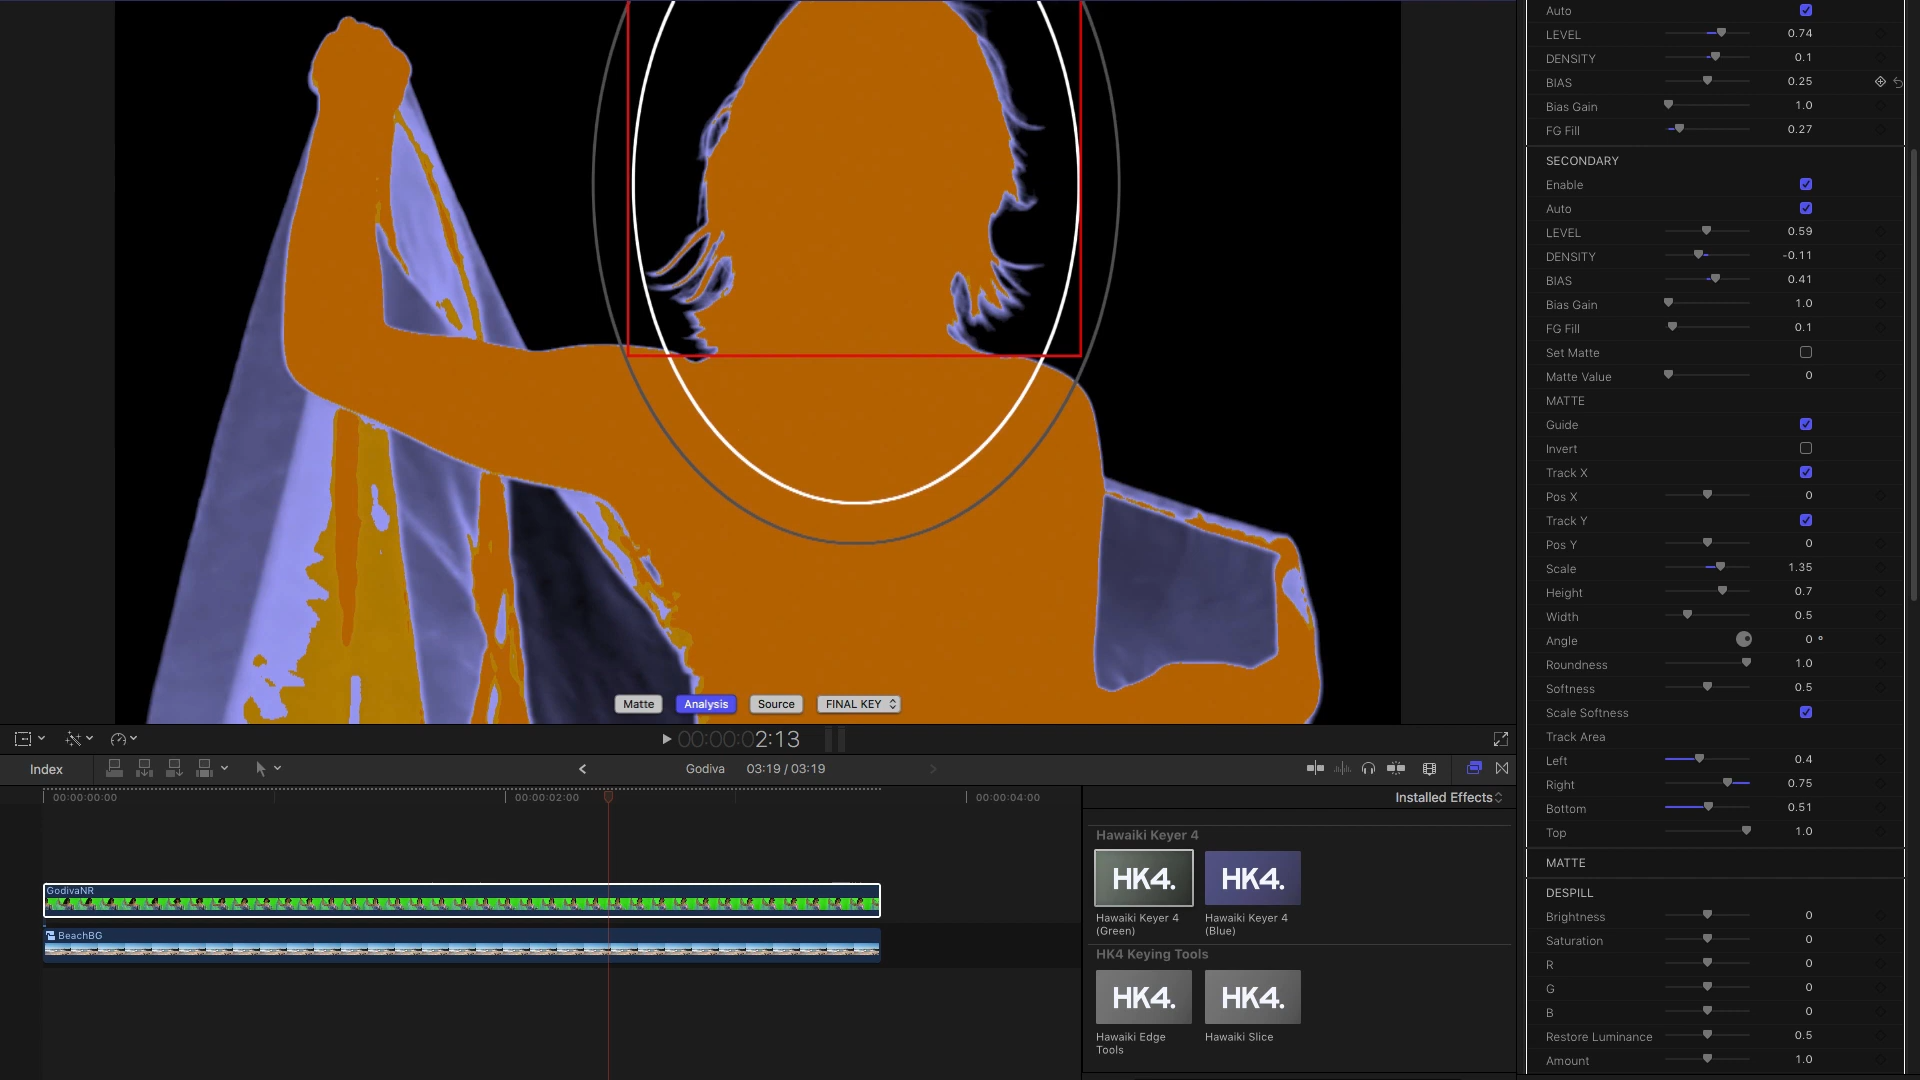 Auto
LEVEL 0.74
DENSITY 0.1
BIAS 0.25
Bias Gain 1.0
FG Fill 0.27
SECONDARY
Enable
Auto
LEVEL 0.59
DENSITY -0.11
BIAS 0.41
Bias Gain 1.0
FG Fill 0.1
Set Matte
Matte Value 0
MATTE
Guide
Invert
Track X
Pos X 0
Track Y
Pos Y 0
Scale 1.35
Height 0.7
Width 0.5
Angle 0 °
Roundness 1.0
Softness 0.5
Scale Softness
Track Area
Left 0.4
Right 0.75
Bottom 0.51
Top 1.0
MATTE
DESPILL
Brightness 0
Saturation 0
R 0
G 0
B 0
Restore Luminance 0.5
Amount 1.0
Matte Analysis Source FINAL KEY
00:00:02:13
Index Godiva 03:19 / 03:19
00:00:00:00 00:00:02:00 00:00:04:00
GodivaNR
BeachBG
Installed Effects
Hawaiki Keyer 4
HK4. HK4.
Hawaiki Keyer 4 (Green)
Hawaiki Keyer 4 (Blue)
HK4 Keying Tools
HK4. HK4.
Hawaiki Edge Tools
Hawaiki Slice